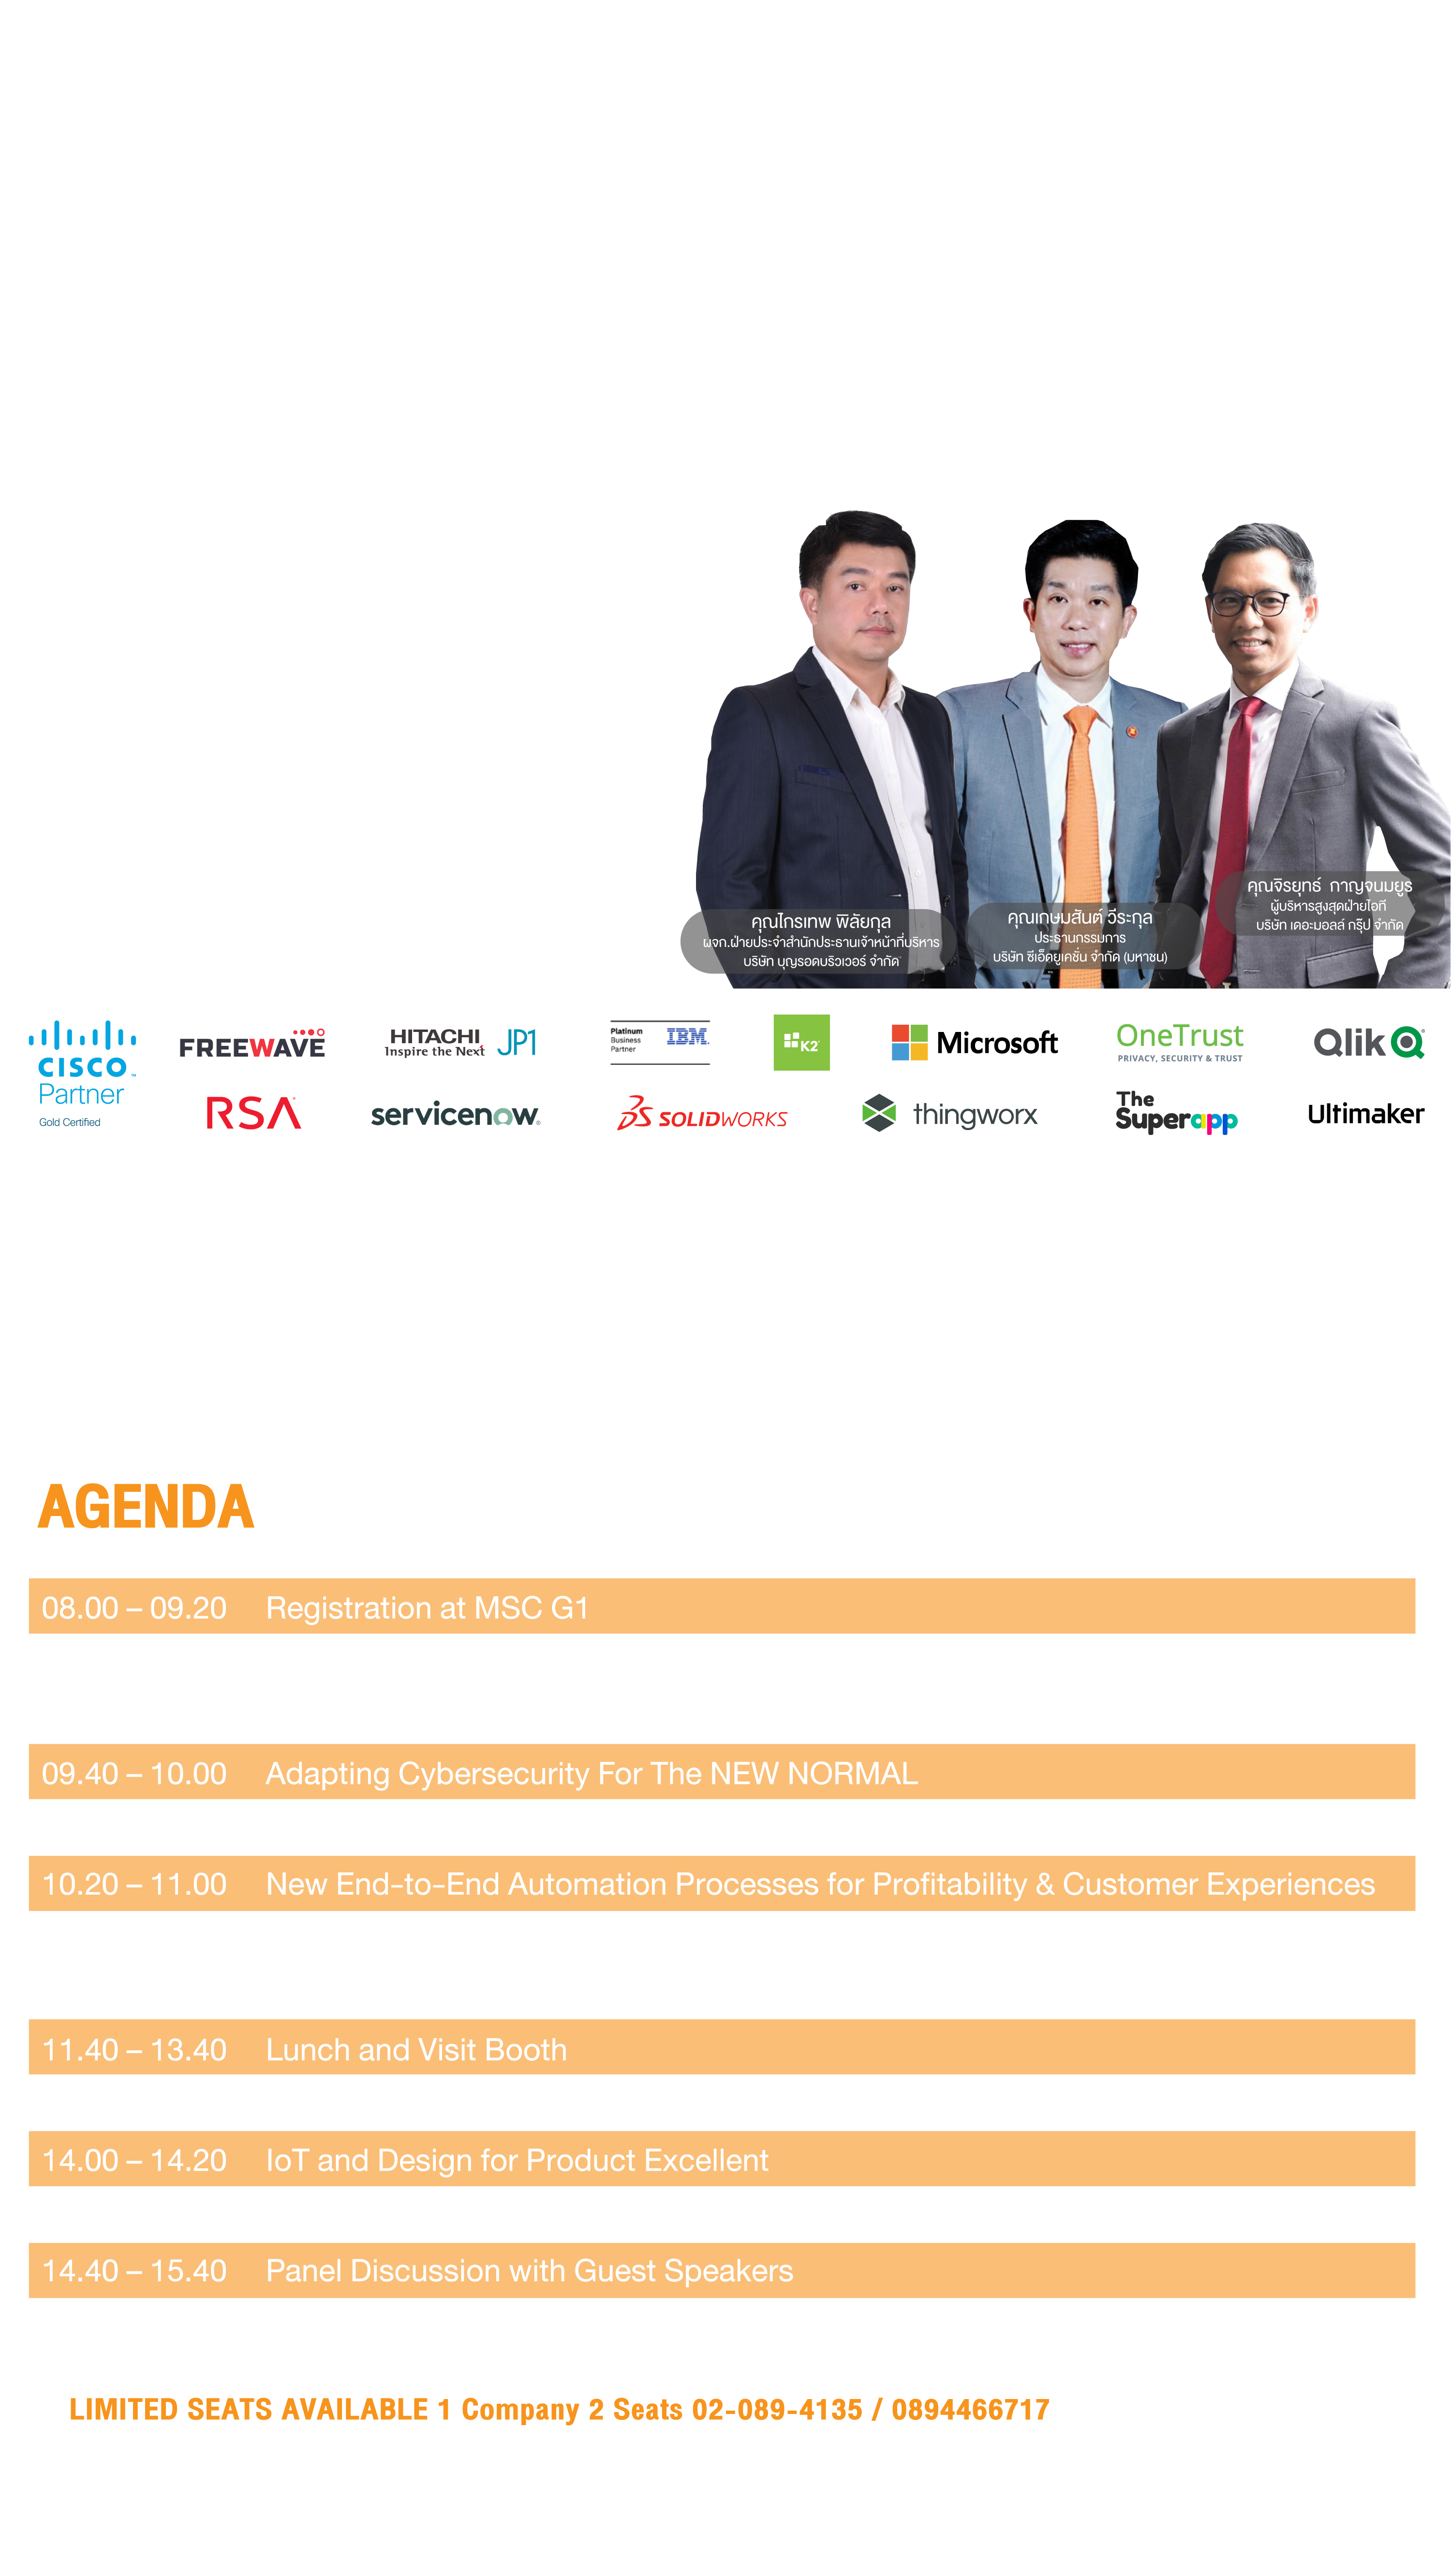 คุณไกรเทพ พิลัยกุล
ผจก.ฝ่ายประจำสำนักประธานเจ้าหน้าที่บริหาร
บริษัท บุญรอดบริวเวอร์ จำกัด
คุณเกษมสันต์ วีระกุล
ประธานกรรมการ
บริษัท ซีเอ็ดยูเคชั่น จำกัด (มหาชน)
คุณจิรยุทธ์ กาญจนมยูร
ผู้บริหารสูงสุดฝ่ายไอที
บริษัท เดอะมอลล์ กรุ๊ป จำกัด
CISCO
Partner
Gold Certified
FREEWAVE
HITACHI
Inspire the Next
JP1
Platinum
Business
Partner
IBM
K2
Microsoft
OneTrust
PRIVACY, SECURITY & TRUST
Qlik
RSA
servicenow
SOLIDWORKS
thingworx
The
Superapp
Ultimaker
AGENDA
08.00 – 09.20 Registration at MSC G1
09.40 – 10.00 Adapting Cybersecurity For The NEW NORMAL
10.20 – 11.00 New End-to-End Automation Processes for Profitability & Customer Experiences
11.40 – 13.40 Lunch and Visit Booth
14.00 – 14.20 IoT and Design for Product Excellent
14.40 – 15.40 Panel Discussion with Guest Speakers
LIMITED SEATS AVAILABLE 1 Company 2 Seats 02-089-4135 / 0894466717